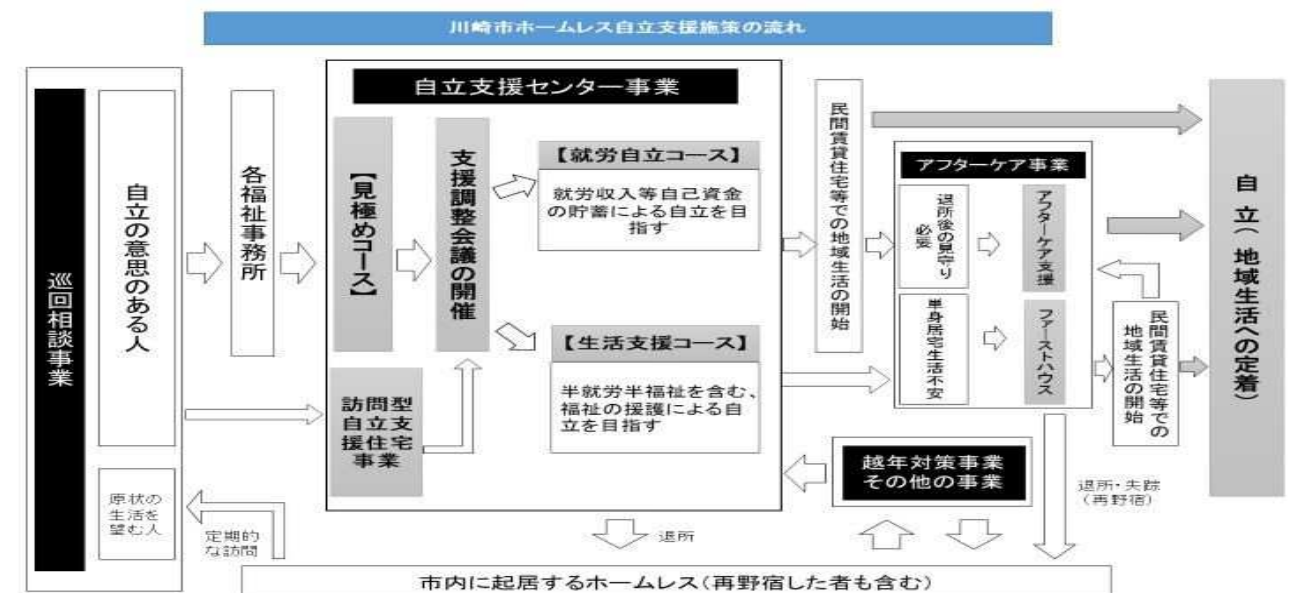 川崎市ホームレス自立支援施策の流れ
巡回相談事業
自立の意思のある人
原状の
生活を
望む人
各福祉事務所
定期的
な訪問
自立支援センター事業
【見極めコース】
訪問型
自立支
援住宅
事業
支援調整会議の開催
【就労自立コース】
就労収入等自己資金
の貯蓄による自立を目
指す
【生活支援コース】
半就労半福祉を含む、
福祉の援護による自
立を目指す
民間賃貸住宅等での地域生活の開始
アフターケア事業
退所後の見守り
必要
アフターケア支援
単身居宅生活不安
ファーストハウス
民間賃貸住宅等での
地域生活の開始
自立(地域生活への定着)
越年対策事業
その他の事業
退所・失踪
(再野宿)
退所
市内に起居するホームレス(再野宿した者も含む)